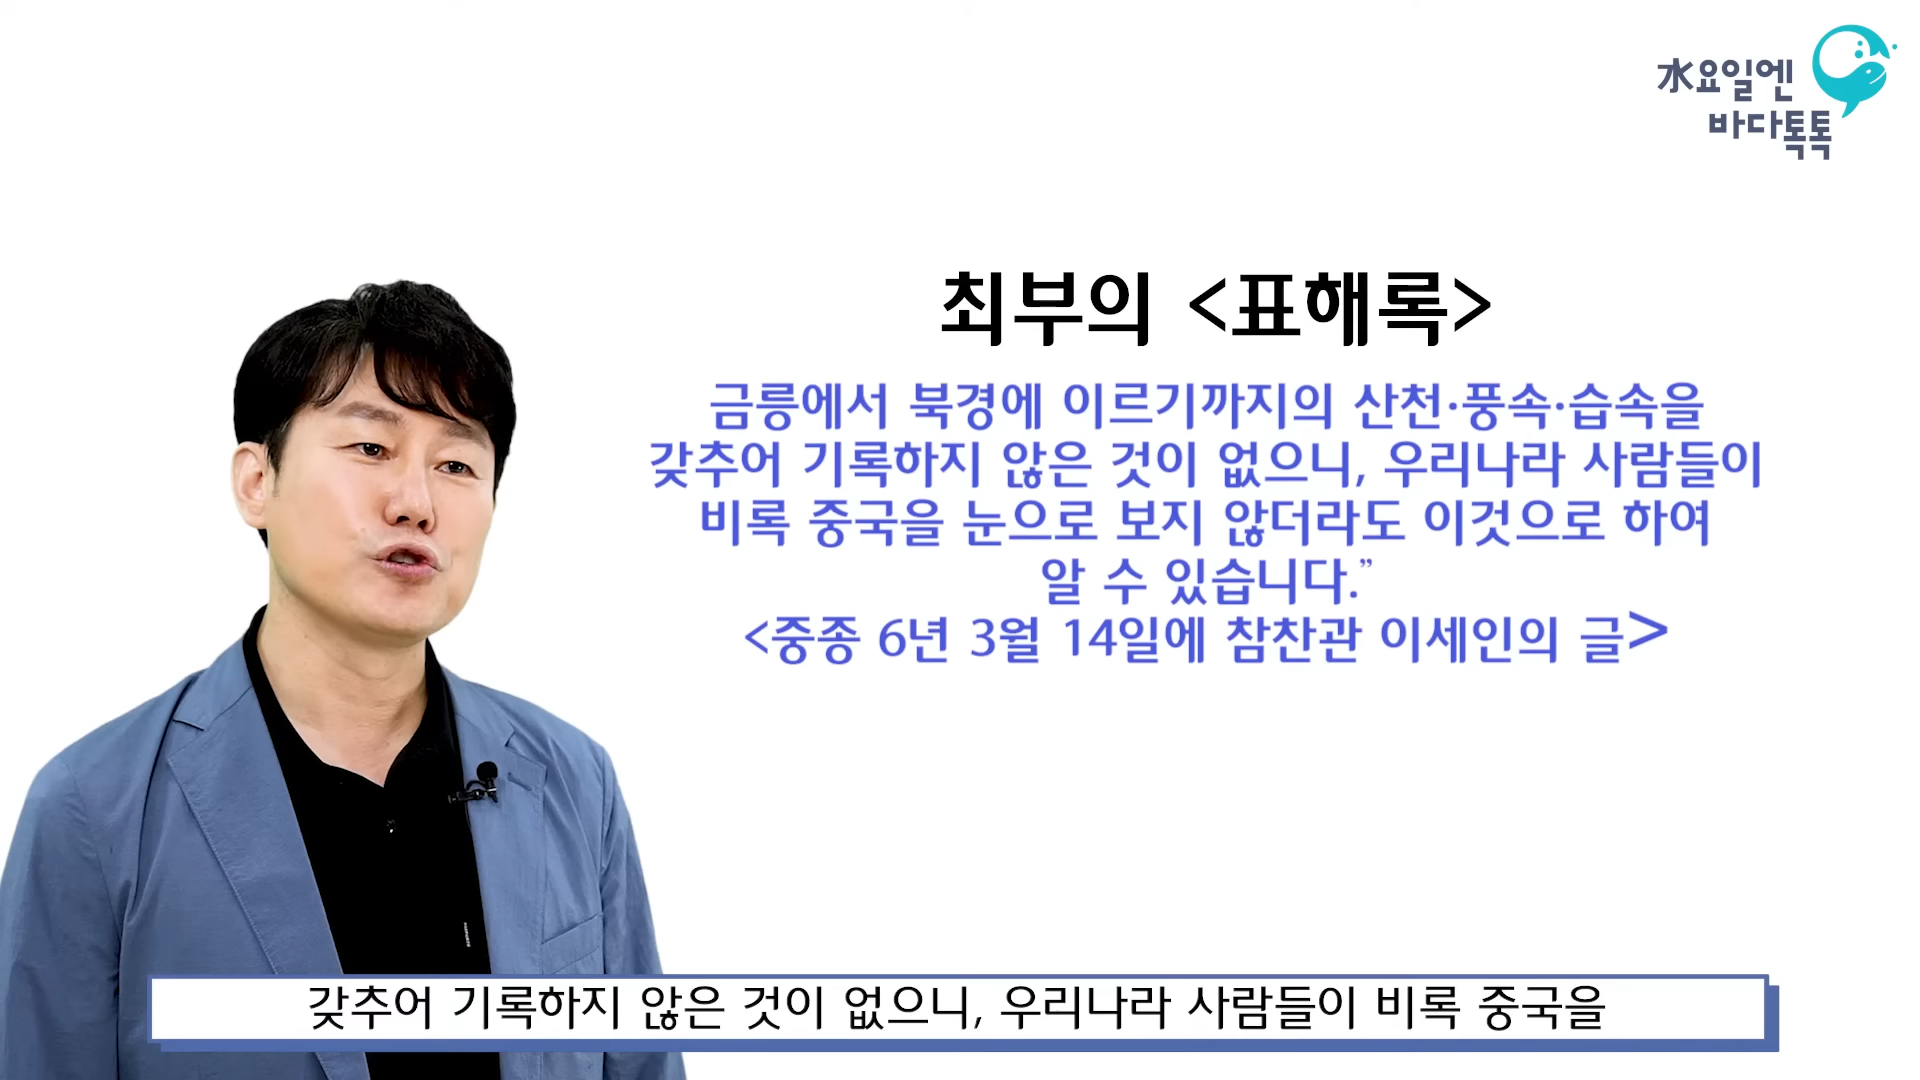 水요일엔
바다톡톡
최부의 <표해록>
금릉에서 북경에 이르기까지의 산천·풍속·습속을
갖추어 기록하지 않은 것이 없으니, 우리나라 사람들이
비록 중국을 눈으로 보지 않더라도 이것으로 하여
알 수 있습니다.”
<중종 6년 3월 14일에 참찬관 이세인의 글>
갖추어 기록하지 않은 것이 없으니, 우리나라 사람들이 비록 중국을